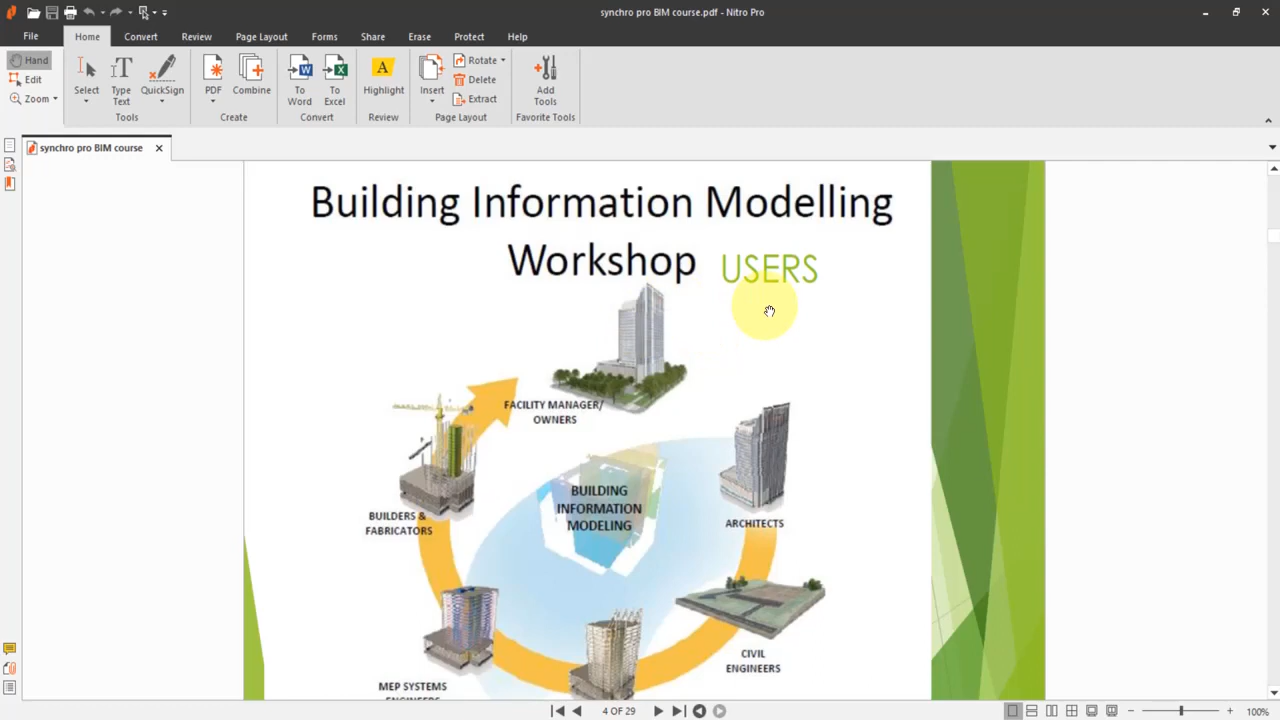 synchro pro BIM course.pdf - Nitro Pro
File Home Convert Review Page Layout Forms Share Erase Protect Help
Hand
Edit
Zoom
Select
Type Text
QuickSign
Tools
PDF
Combine
Create
To Word
To Excel
Convert
Highlight
Review
Insert
Rotate
Delete
Extract
Page Layout
Add Tools
Favorite Tools
synchro pro BIM course
Building Information Modelling
Workshop USERS
FACILITY MANAGER/
OWNERS
BUILDERS &
FABRICATORS
BUILDING
INFORMATION
MODELING
ARCHITECTS
CIVIL
ENGINEERS
MEP SYSTEMS
ENGINEERS
4 OF 29
100%